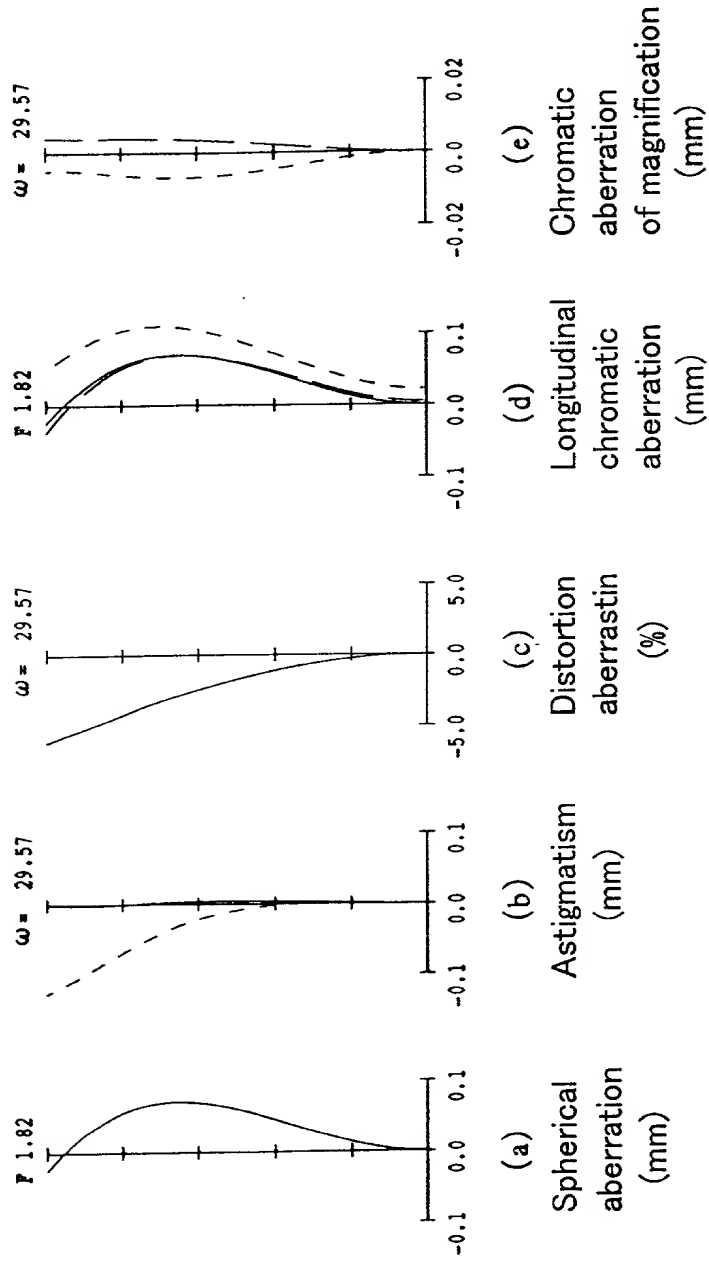 F 1.82
-0.1 0.0 0.1
(a)
Spherical
aberration
(mm)
ω = 29.57
-0.1 0.0 0.1
(b)
Astigmatism
(mm)
ω = 29.57
-5.0 0.0 5.0
(c)
Distortion
aberrastin
(%)
F 1.82
-0.1 0.0 0.1
(d)
Longitudinal
chromatic
aberration
(mm)
ω = 29.57
-0.02 0.0 0.02
(e)
Chromatic
aberration
of magnification
(mm)